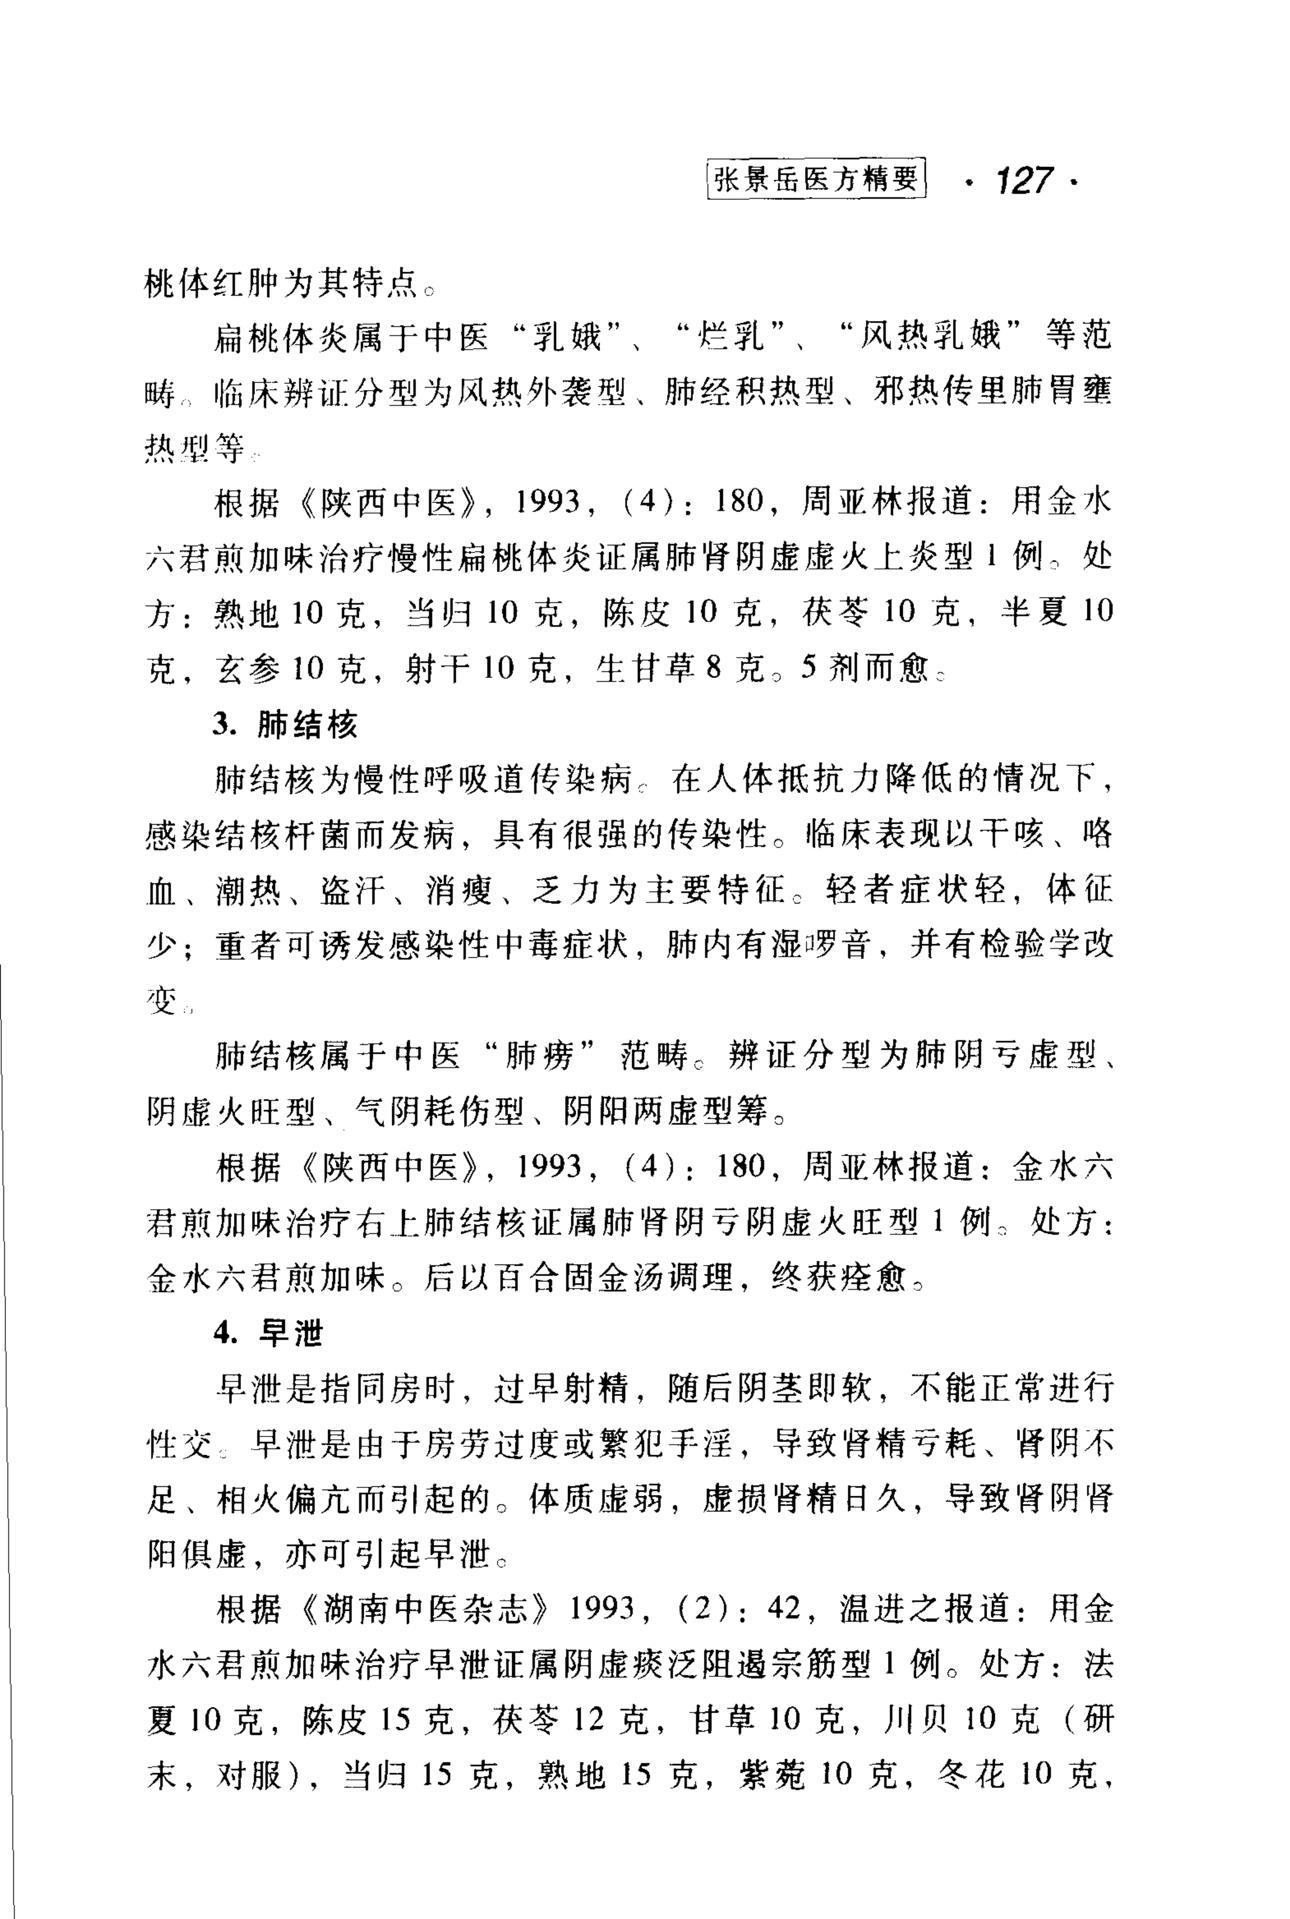 张景岳医方精要 · 127 ·
桃体红肿为其特点。
扁桃体炎属于中医“乳娥”、“烂乳”、“风热乳娥”等范
畴。临床辨证分型为风热外袭型、肺经积热型、邪热传里肺胃壅
热型等。
根据《陕西中医》，1993，（4）：180，周亚林报道：用金水
六君煎加味治疗慢性扁桃体炎证属肺肾阴虚虚火上炎型1例。处
方：熟地10克，当归10克，陈皮10克，茯苓10克，半夏10
克，玄参10克，射干10克，生甘草8克。5剂而愈。
3. 肺结核
肺结核为慢性呼吸道传染病。在人体抵抗力降低的情况下，
感染结核杆菌而发病，具有很强的传染性。临床表现以干咳、咯
血、潮热、盗汗、消瘦、乏力为主要特征。轻者症状轻，体征
少；重者可诱发感染性中毒症状，肺内有湿啰音，并有检验学改
变。
肺结核属于中医“肺痨”范畴。辨证分型为肺阴亏虚型、
阴虚火旺型、气阴耗伤型、阴阳两虚型筹。
根据《陕西中医》，1993，（4）：180，周亚林报道：金水六
君煎加味治疗右上肺结核证属肺肾阴亏阴虚火旺型1例。处方：
金水六君煎加味。后以百合固金汤调理，终获痊愈。
4. 早泄
早泄是指同房时，过早射精，随后阴茎即软，不能正常进行
性交。早泄是由于房劳过度或繁犯手淫，导致肾精亏耗、肾阴不
足、相火偏亢而引起的。体质虚弱，虚损肾精日久，导致肾阴肾
阳俱虚，亦可引起早泄。
根据《湖南中医杂志》1993，（2）：42，温进之报道：用金
水六君煎加味治疗早泄证属阴虚痰泛阻遏宗筋型1例。处方：法
夏10克，陈皮15克，茯苓12克，甘草10克，川贝10克（研
末，对服），当归15克，熟地15克，紫菀10克，冬花10克，